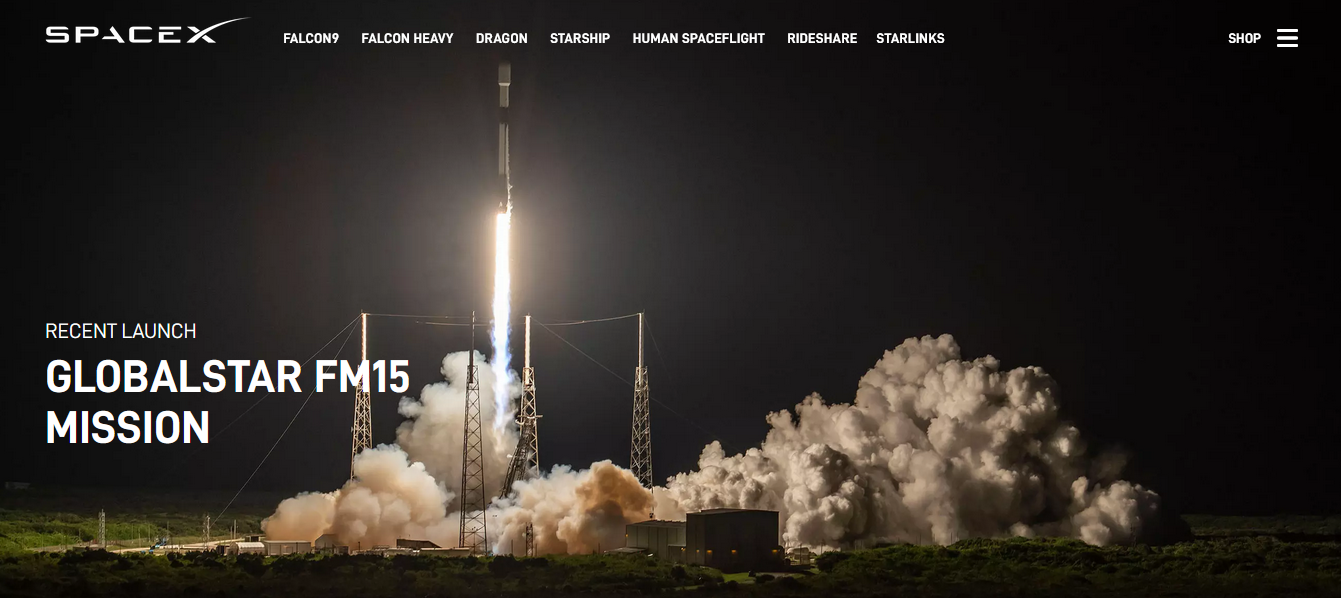 SPACEX FALCON9 FALCON HEAVY DRAGON STARSHIP HUMAN SPACEFLIGHT RIDESHARE STARLINKS SHOP
RECENT LAUNCH
GLOBALSTAR FM15
MISSION